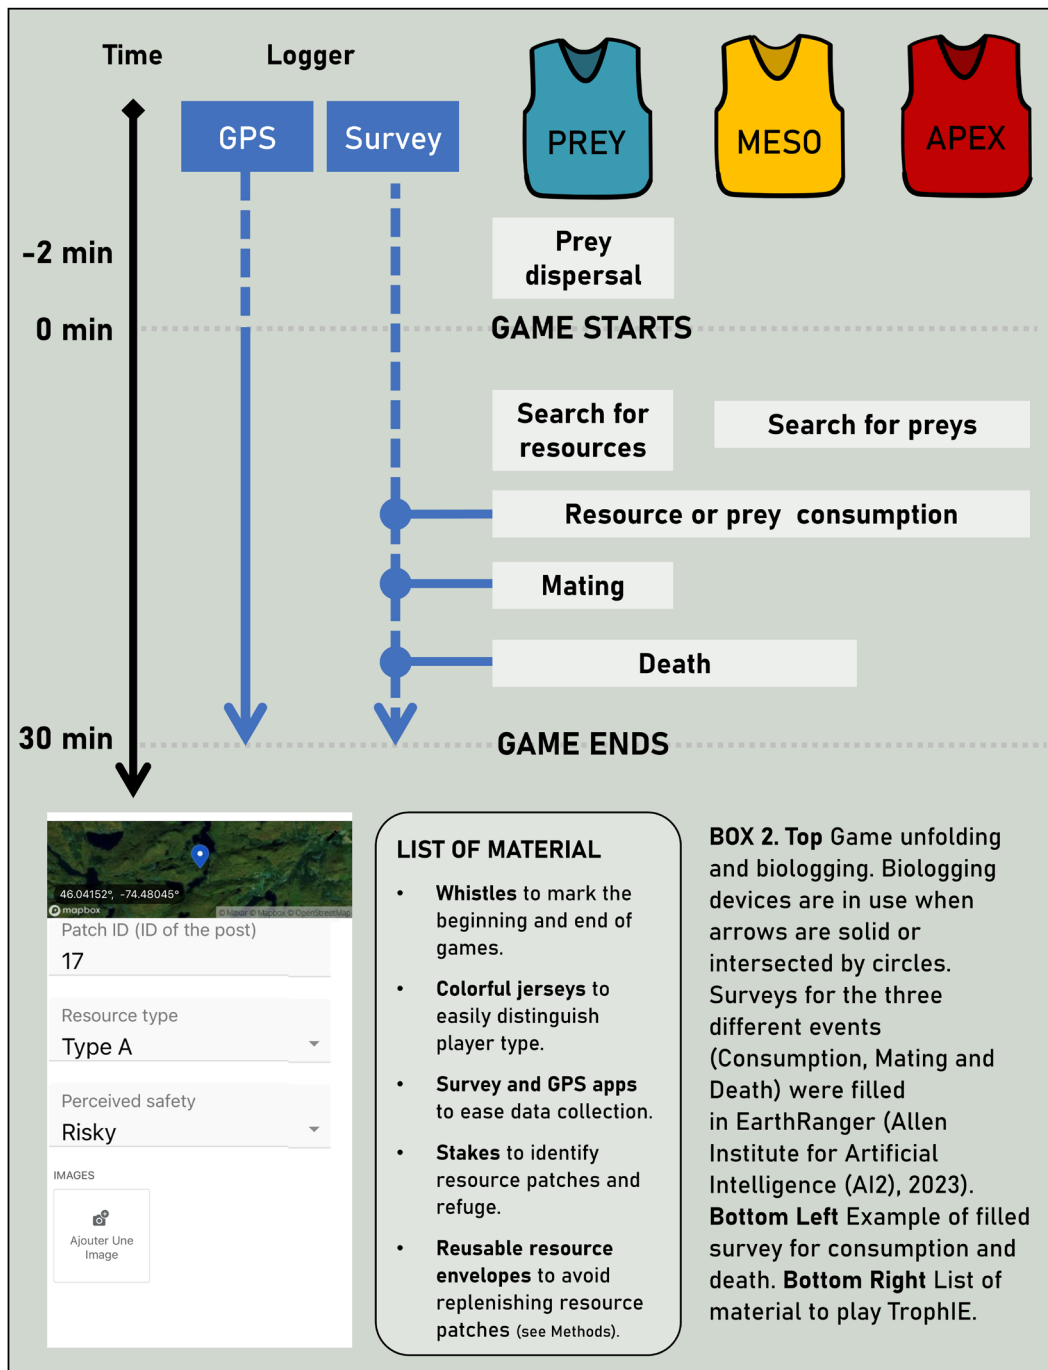 Time
Logger
GPS
Survey
PREY
MESO
APEX
-2 min
Prey
dispersal
0 min
GAME STARTS
Search for
resources
Search for preys
Resource or prey  consumption
Mating
Death
30 min
GAME ENDS
46.04152°, -74.48045°
mapbox
© Maxar © Mapbox © OpenStreetMap
Patch ID (ID of the post)
17
Resource type
Type A
Perceived safety
Risky
IMAGES
Ajouter Une
Image
LIST OF MATERIAL
• Whistles to mark the
beginning and end of
games.
• Colorful jerseys to
easily distinguish
player type.
• Survey and GPS apps
to ease data collection.
• Stakes to identify
resource patches and
refuge.
• Reusable resource
envelopes to avoid
replenishing resource
patches (see Methods).
BOX 2. Top Game unfolding
and biologging. Biologging
devices are in use when
arrows are solid or
intersected by circles.
Surveys for the three
different events
(Consumption, Mating and
Death) were filled
in EarthRanger (Allen
Institute for Artificial
Intelligence (AI2), 2023).
Bottom Left Example of filled
survey for consumption and
death. Bottom Right List of
material to play TrophIE.